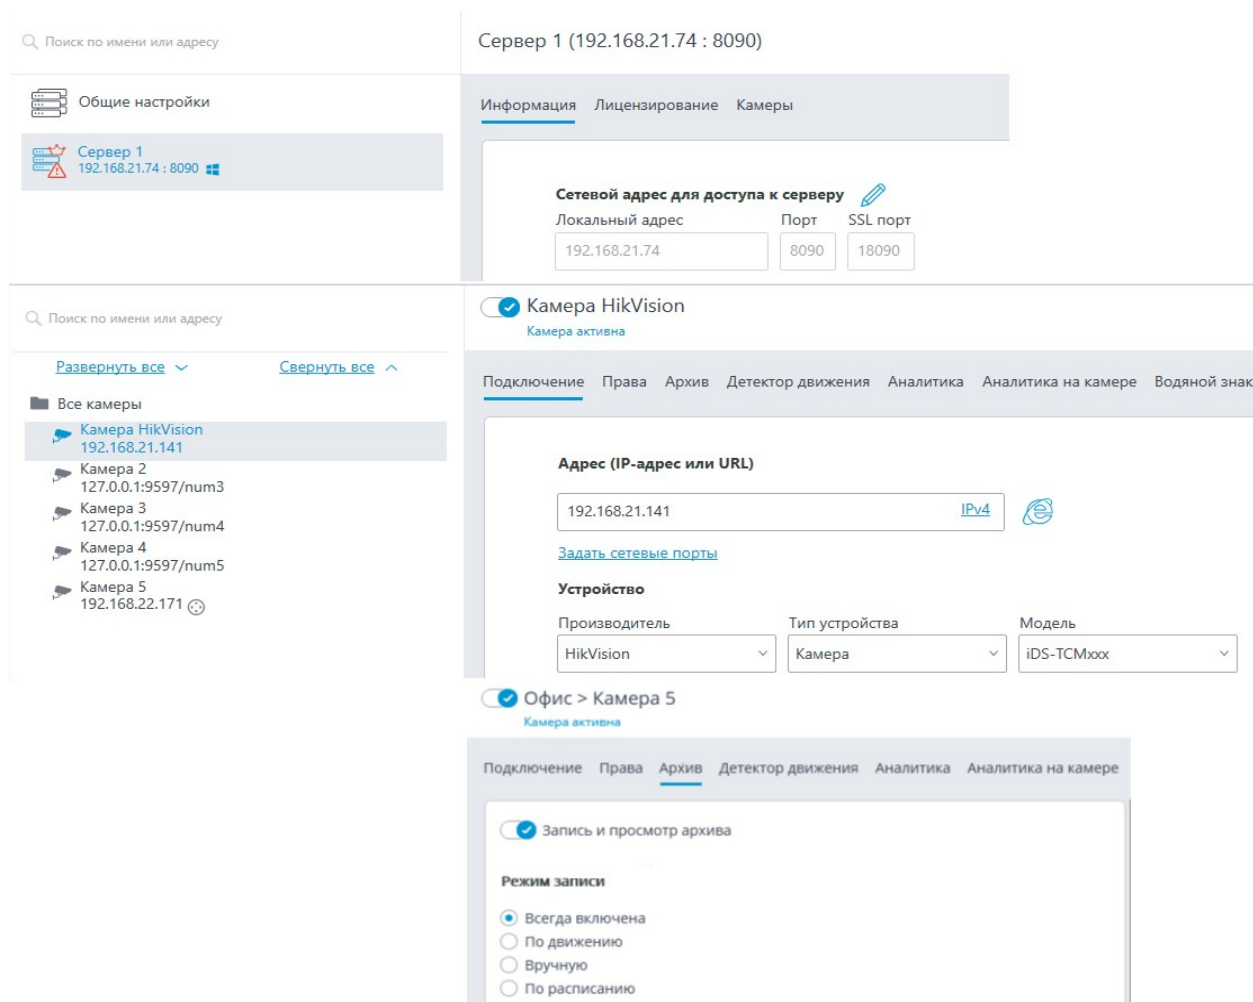 Поиск по имени или адресу
Сервер 1 (192.168.21.74 : 8090)
Общие настройки
Информация Лицензирование Камеры
Сервер 1
192.168.21.74 : 8090
Сетевой адрес для доступа к серверу
Локальный адрес Порт SSL порт
192.168.21.74 8090 18090
Поиск по имени или адресу
Камера HikVision
Камера активна
Развернуть все Свернуть все
Подключение Права Архив Детектор движения Аналитика Аналитика на камере Водяной знак
Все камеры
Камера HikVision
192.168.21.141
Камера 2
127.0.0.1:9597/num3
Камера 3
127.0.0.1:9597/num4
Камера 4
127.0.0.1:9597/num5
Камера 5
192.168.22.171
Адрес (IP-адрес или URL)
192.168.21.141 IPv4
Задать сетевые порты
Устройство
Производитель Тип устройства Модель
HikVision Камера iDS-TCMxxx
Офис > Камера 5
Камера активна
Подключение Права Архив Детектор движения Аналитика Аналитика на камере
Запись и просмотр архива
Режим записи
Всегда включена
По движению
Вручную
По расписанию